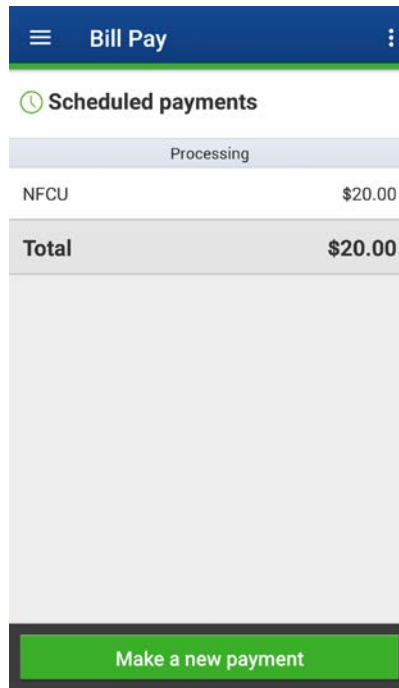 Bill Pay
Scheduled payments
Processing
NFCU $20.00
Total $20.00
Make a new payment